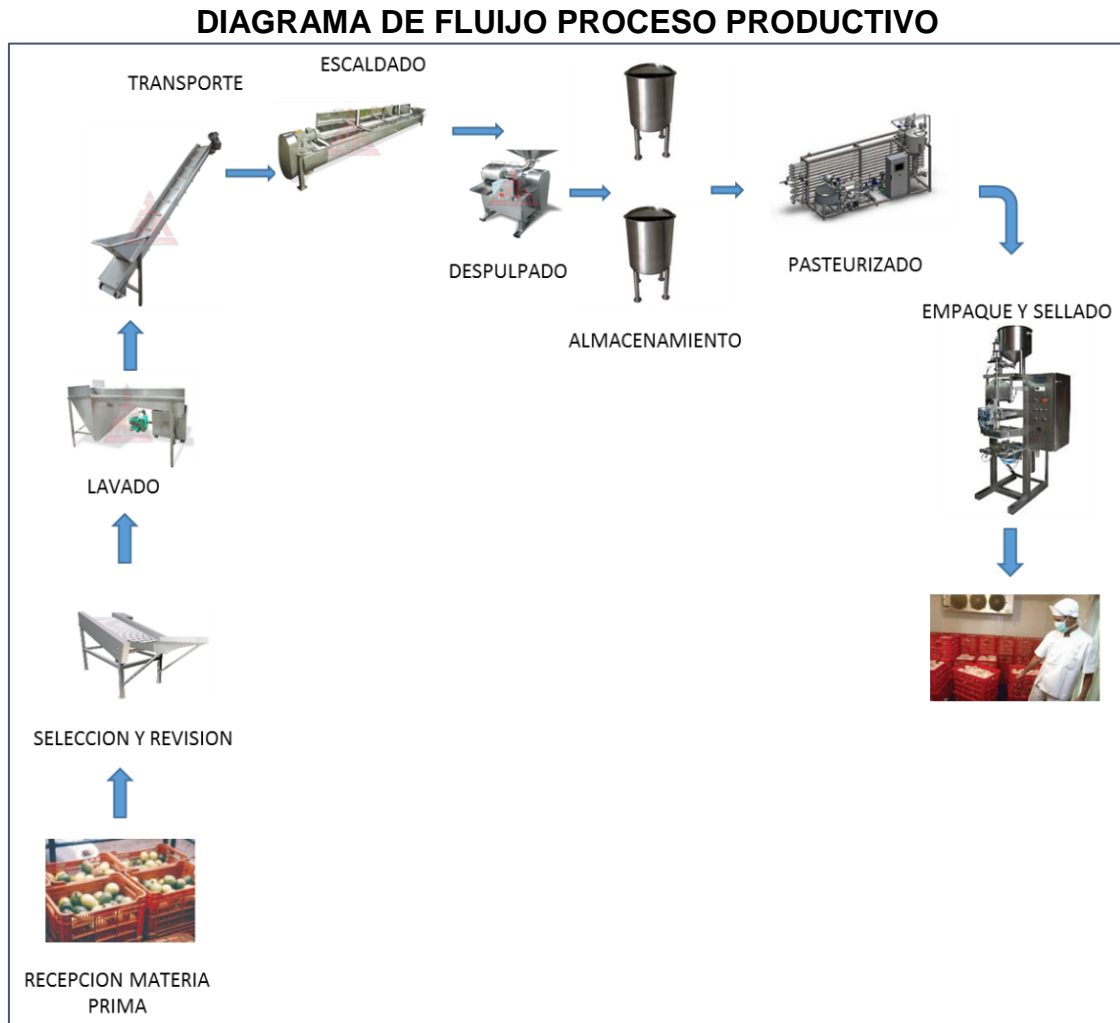 DIAGRAMA DE FLUIJO PROCESO PRODUCTIVO
ESCALDADO
TRANSPORTE
DESPULPADO
PASTEURIZADO
EMPAQUE Y SELLADO
ALMACENAMIENTO
LAVADO
SELECCION Y REVISION
RECEPCION MATERIA
PRIMA